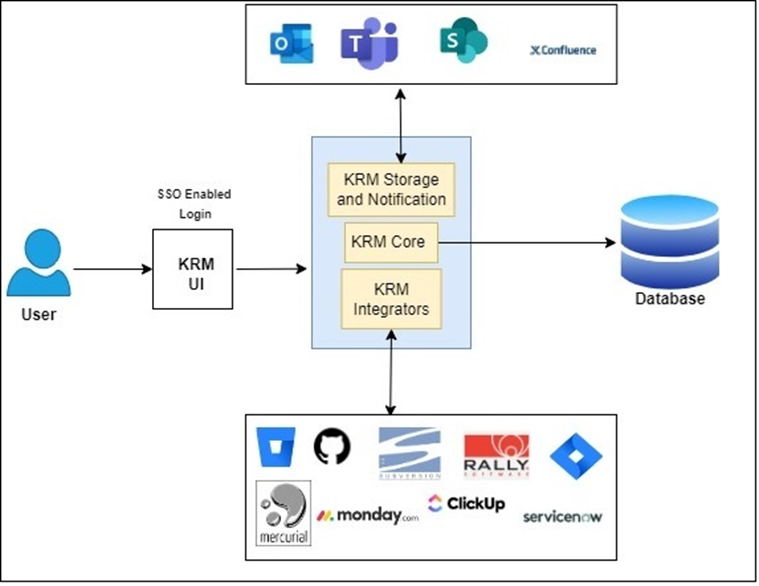 O
T
S
Confluence
KRM Storage
and Notification
KRM Core
KRM
Integrators
SSO Enabled
Login
KRM
UI
User
Database
SUBVERSION
RALLY
SOFTWARE
mercurial
monday.com
ClickUp
servicenow